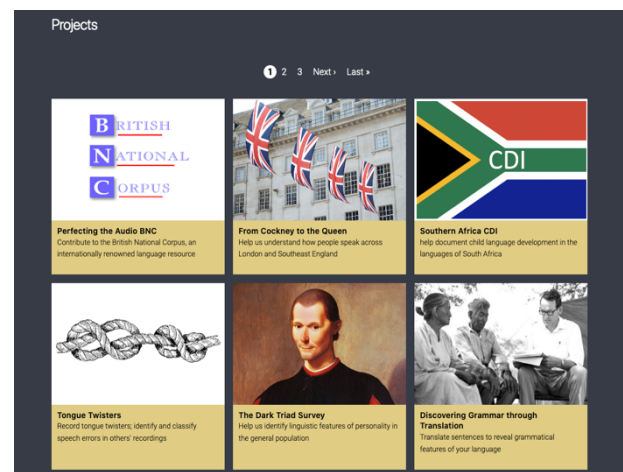 Projects
1 2 3 Next › Last »
BRITISH
NATIONAL
CORPUS
CDI
Perfecting the Audio BNC
Contribute to the British National Corpus, an
internationally renowned language resource
From Cockney to the Queen
Help us understand how people speak across
London and Southeast England
Southern Africa CDI
help document child language development in the
languages of South Africa
Tongue Twisters
Record tongue twisters; identify and classify
speech errors in others' recordings
The Dark Triad Survey
Help us identify linguistic features of personality in
the general population
Discovering Grammar through
Translation
Translate sentences to reveal grammatical
features of your language